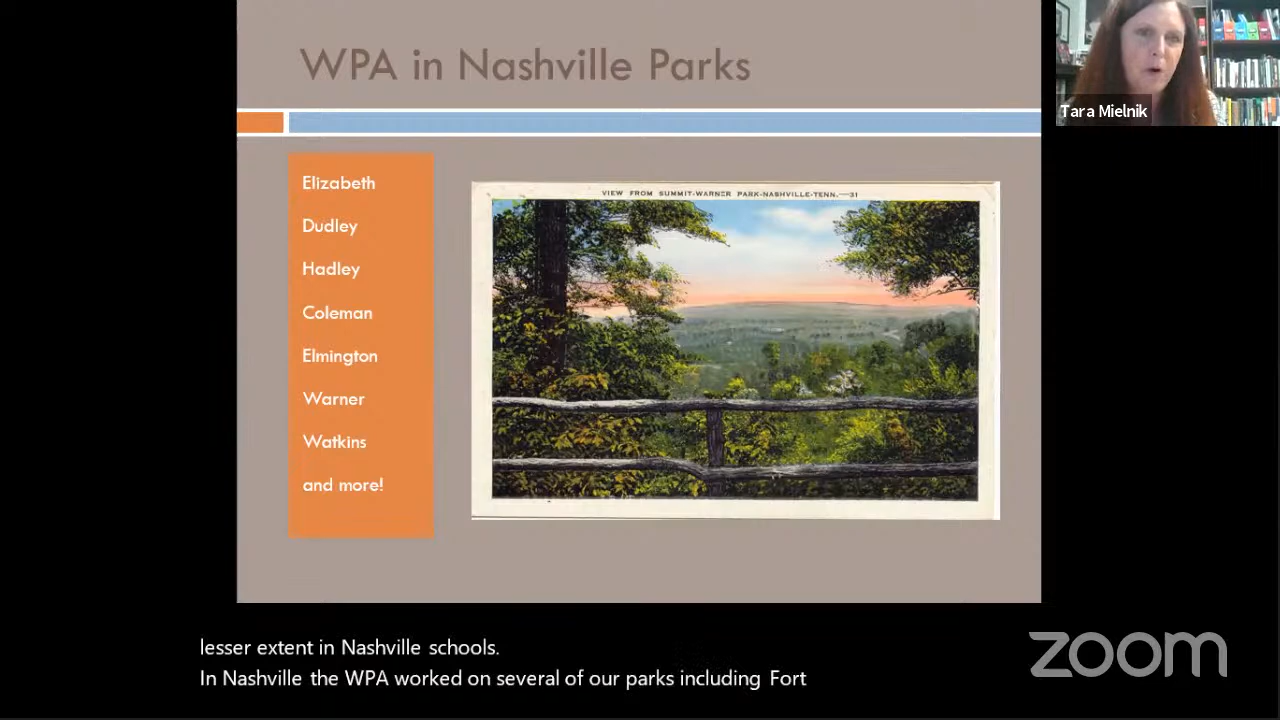 WPA in Nashville Parks
Tara Mielnik
Elizabeth
Dudley
Hadley
Coleman
Elmington
Warner
Watkins
and more!
VIEW FROM SUMMIT-WARNER PARK-NASHVILLE-TENN.—31
lesser extent in Nashville schools.
In Nashville the WPA worked on several of our parks including Fort
zoom